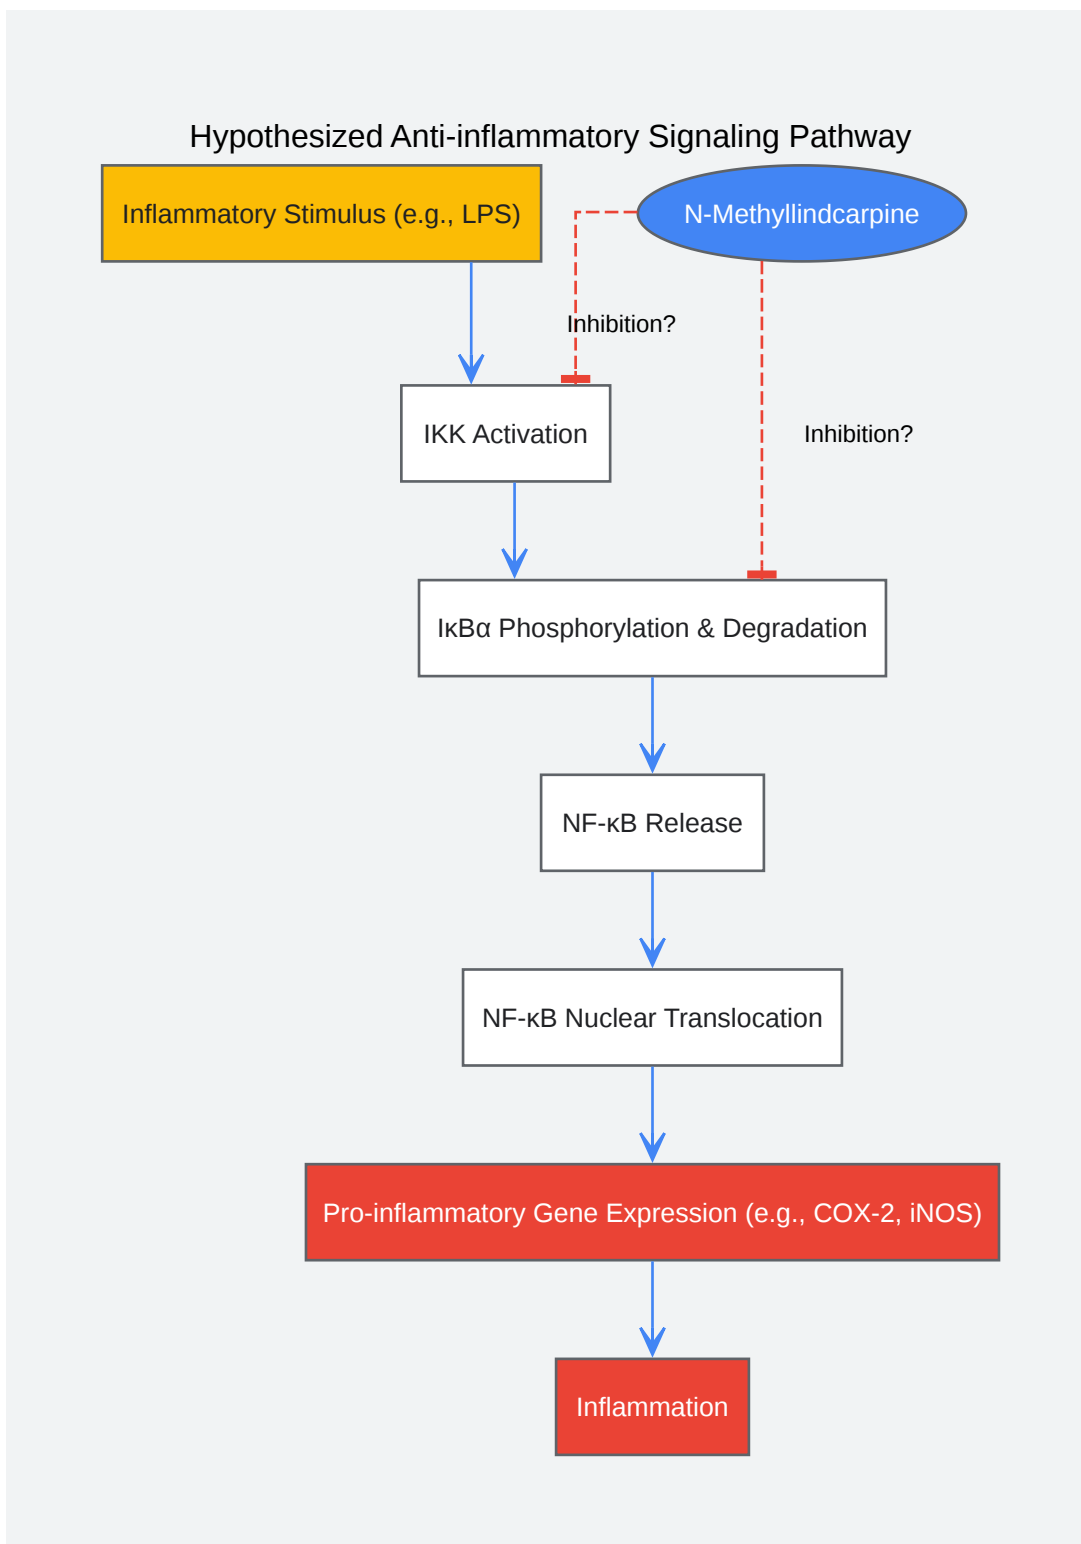 Hypothesized Anti-inflammatory Signaling Pathway
Inflammatory Stimulus (e.g., LPS)
N-Methyllindcarpine
Inhibition?
IKK Activation
Inhibition?
IκBα Phosphorylation & Degradation
NF-κB Release
NF-κB Nuclear Translocation
Pro-inflammatory Gene Expression (e.g., COX-2, iNOS)
Inflammation